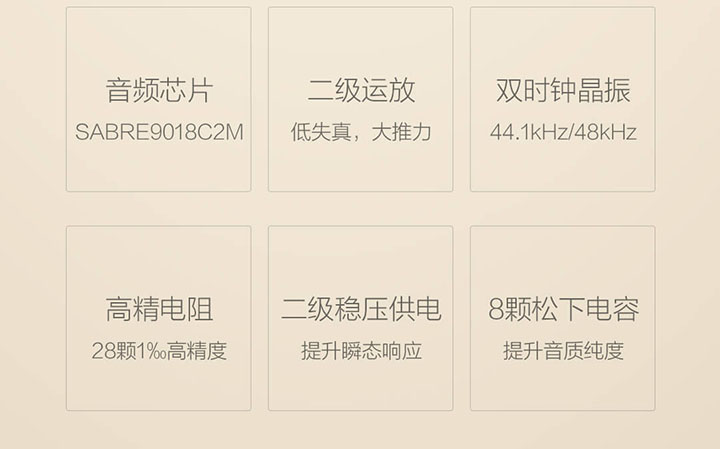 音频芯片
SABRE9018C2M
二级运放
低失真，大推力
双时钟晶振
44.1kHz/48kHz
高精电阻
28颗1‰高精度
二级稳压供电
提升瞬态响应
8颗松下电容
提升音质纯度